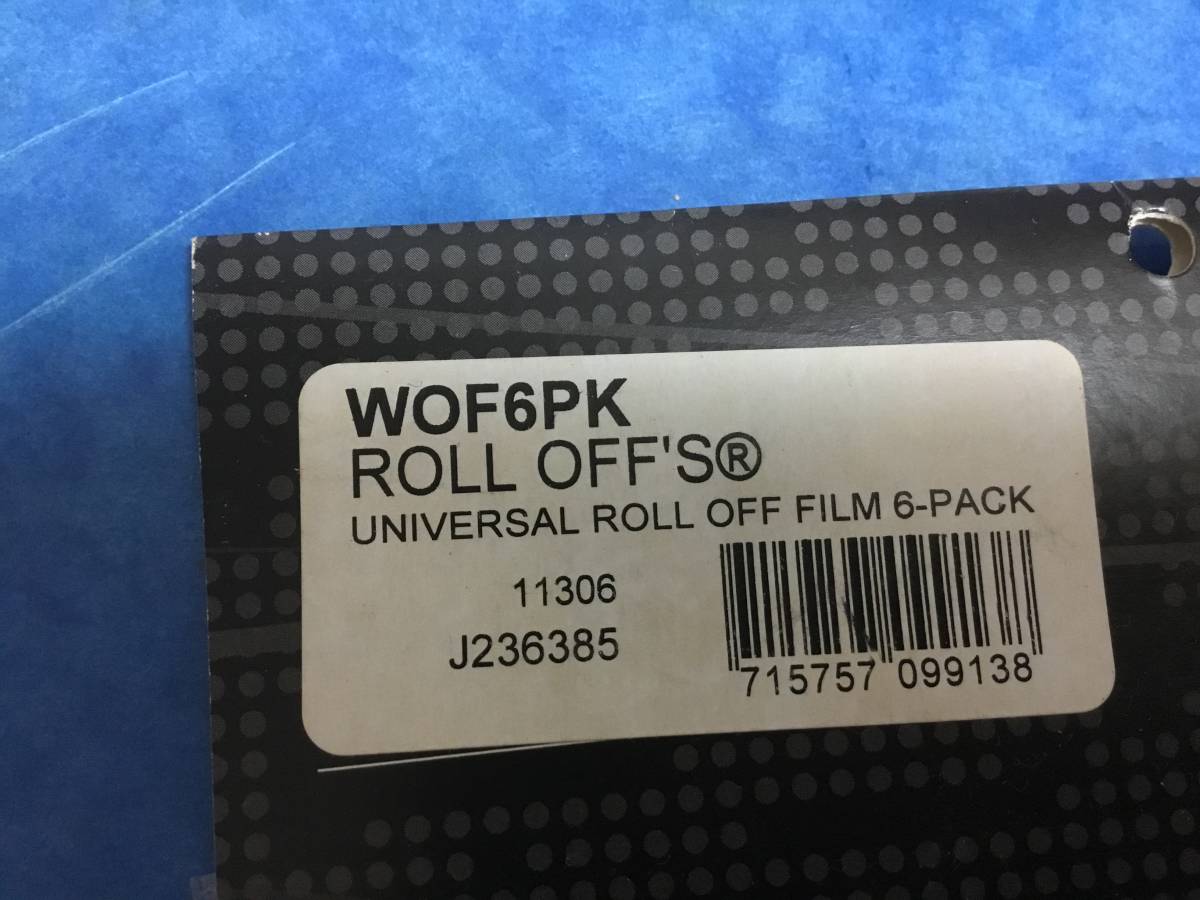 WOF6PK
ROLL OFF'S®
UNIVERSAL ROLL OFF FILM 6-PACK
11306
J236385
715757 099138